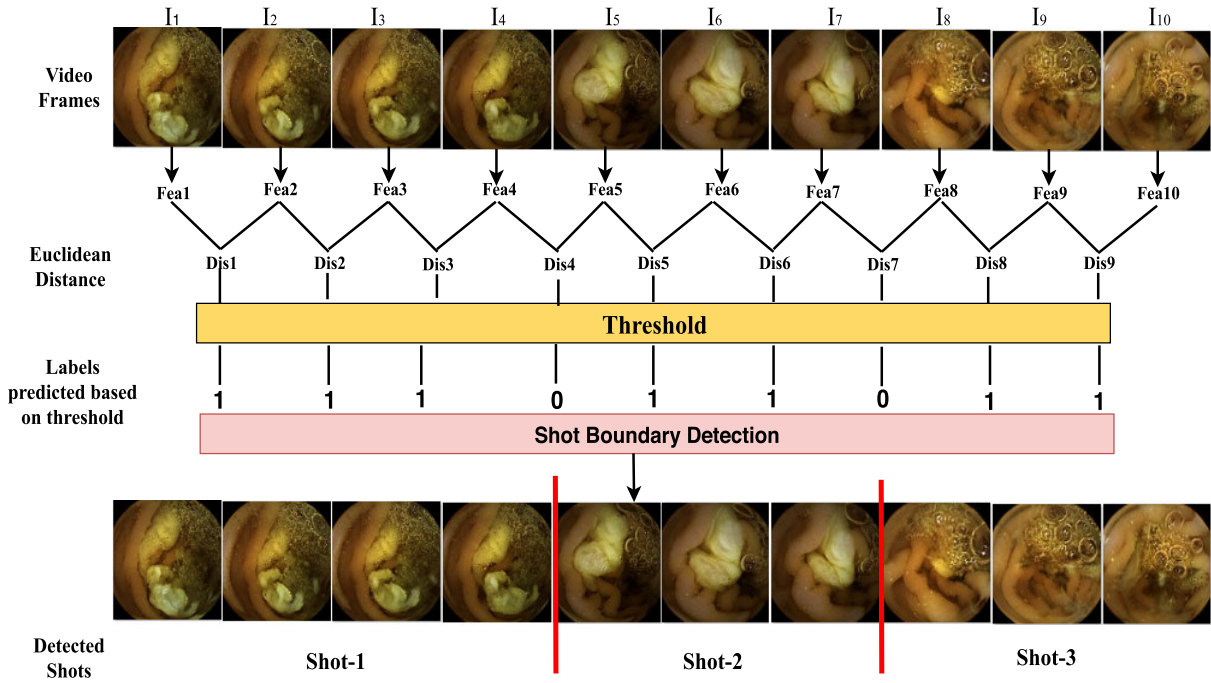 I1 I2 I3 I4 I5 I6 I7 I8 I9 I10
Video
Frames
Fea1 Fea2 Fea3 Fea4 Fea5 Fea6 Fea7 Fea8 Fea9 Fea10
Euclidean
Distance
Dis1 Dis2 Dis3 Dis4 Dis5 Dis6 Dis7 Dis8 Dis9
Threshold
Labels
predicted based
on threshold
1 1 1 0 1 1 0 1 1
Shot Boundary Detection
Detected
Shots
Shot-1 Shot-2 Shot-3